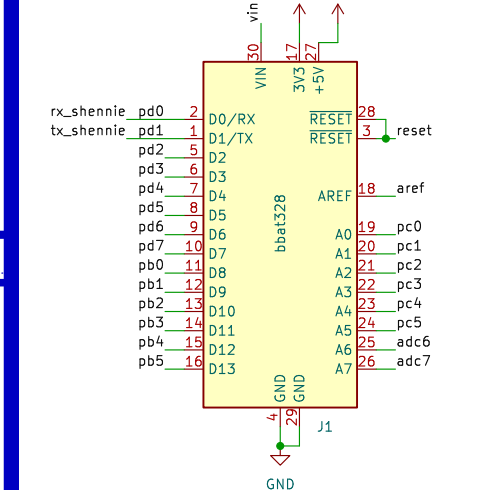 vin
30 17 27
VIN 3V3 +5V
rx_shennie pd0 2 D0/RX RESET 28
tx_shennie pd1 1 D1/TX RESET 3 reset
pd2 5 D2
pd3 6 D3
pd4 7 D4 AREF 18 aref
pd5 8 D5
pd6 9 D6 A0 19 pc0
pd7 10 D7 A1 20 pc1
pb0 11 D8 A2 21 pc2
pb1 12 D9 A3 22 pc3
pb2 13 D10 A4 23 pc4
pb3 14 D11 A5 24 pc5
pb4 15 D12 A6 25 adc6
pb5 16 D13 A7 26 adc7
bbat328
GND GND
4 29
J1
GND